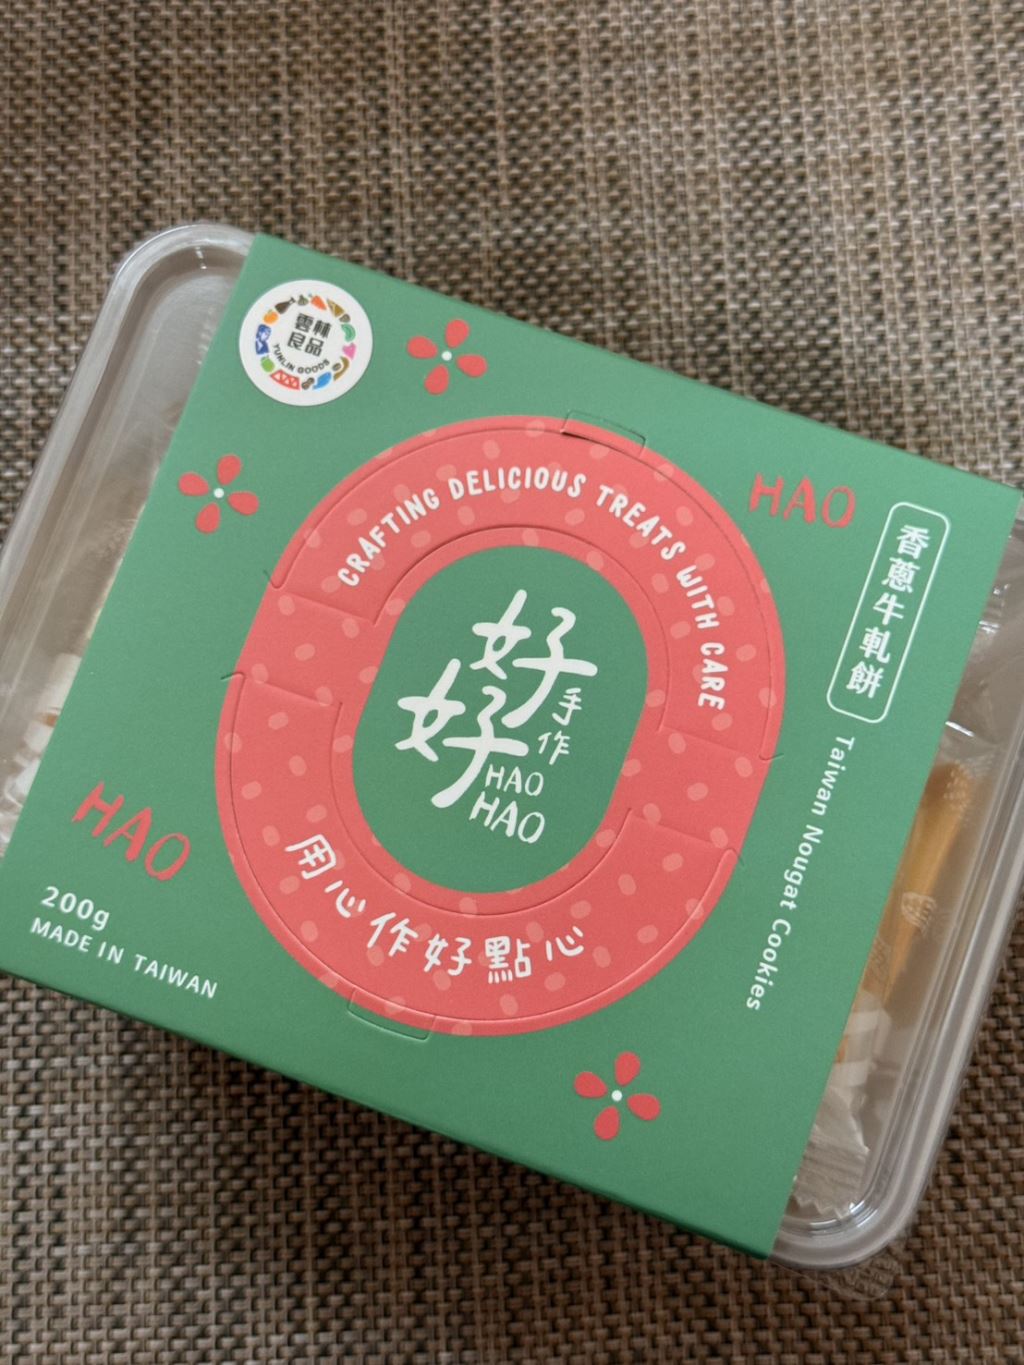 雲林
良品
YUNLIN GOODS
HAO
CRAFTING DELICIOUS TREATS WITH CARE
香蔥牛軋餅
Taiwan Nougat Cookies
好好
手作
HAO
HAO
用心作好點心
HAO
200g
MADE IN TAIWAN